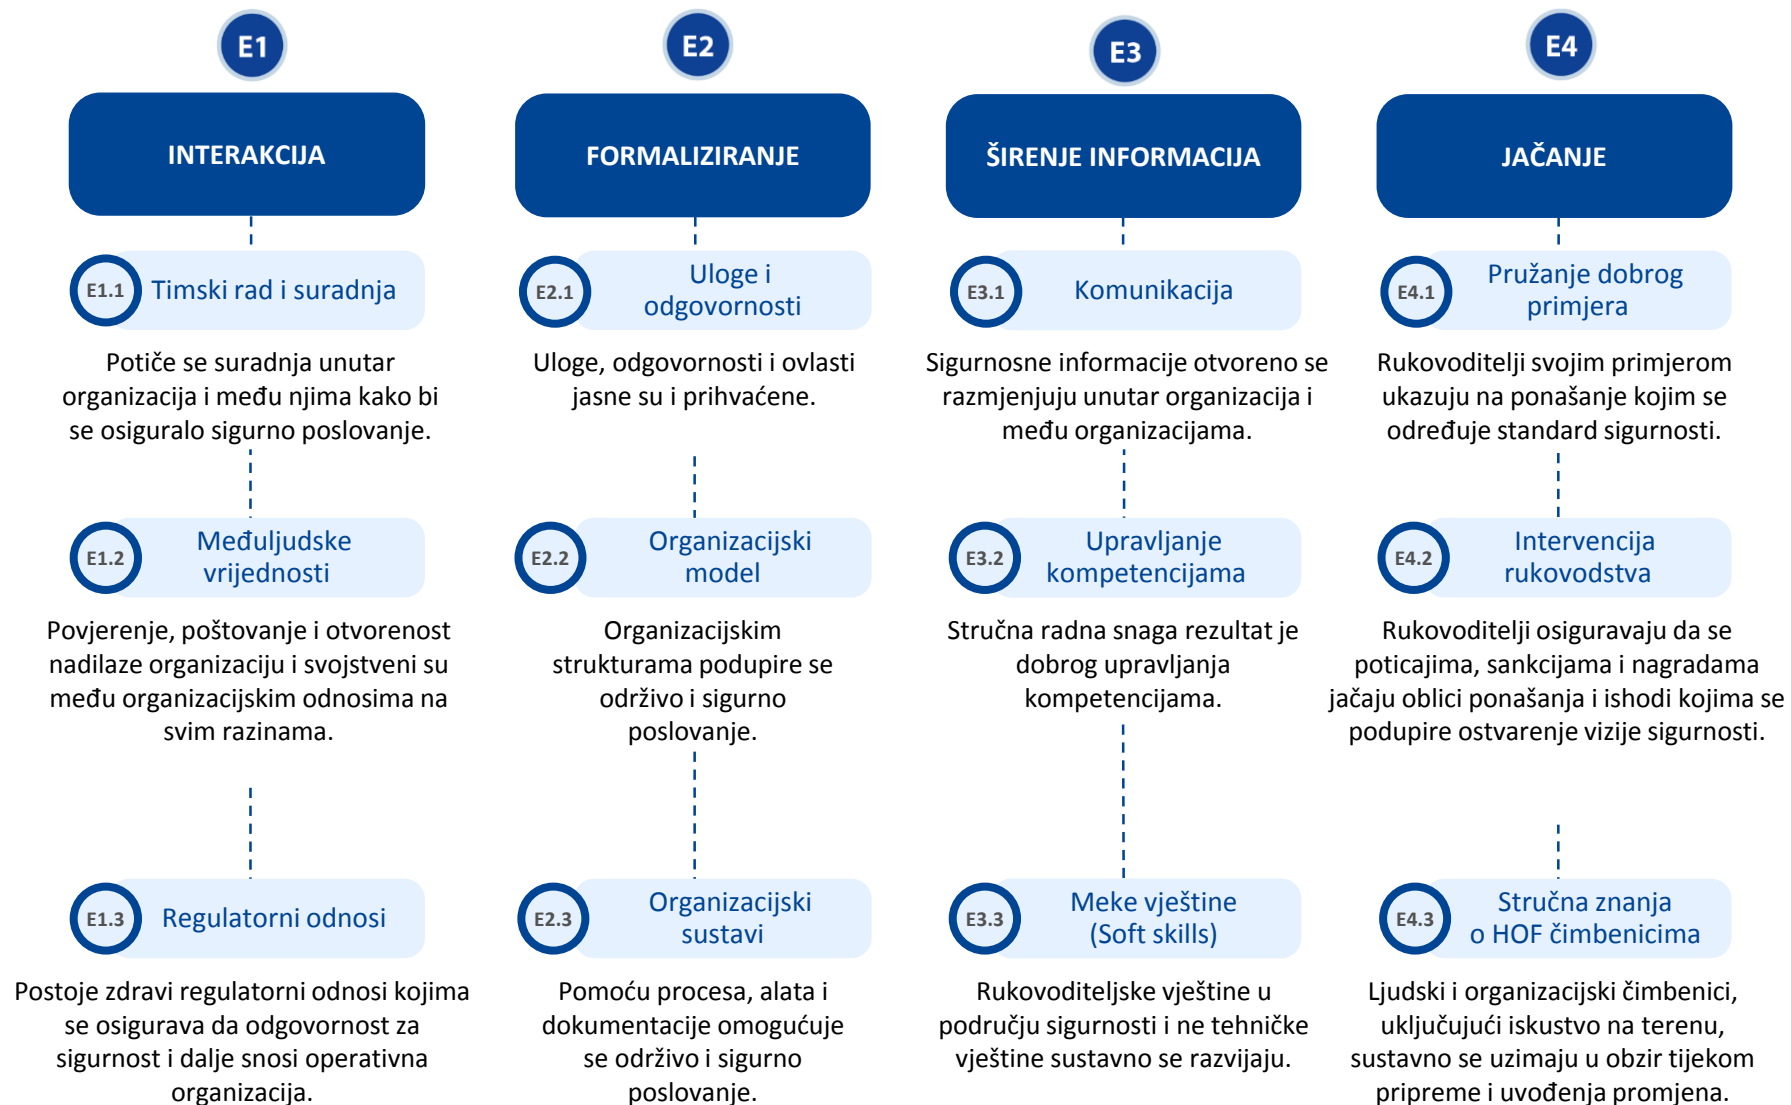 E1
INTERAKCIJA
E1.1
Timski rad i suradnja
Potiče se suradnja unutar
organizacija i među njima kako bi
se osiguralo sigurno poslovanje.
E1.2
Međuljudske
vrijednosti
Povjerenje, poštovanje i otvorenost
nadilaze organizaciju i svojstveni su
među organizacijskim odnosima na
svim razinama.
E1.3
Regulatorni odnosi
Postoje zdravi regulatorni odnosi kojima
se osigurava da odgovornost za
sigurnost i dalje snosi operativna
organizacija.
E2
FORMALIZIRANJE
E2.1
Uloge i
odgovornosti
Uloge, odgovornosti i ovlasti
jasne su i prihvaćene.
E2.2
Organizacijski
model
Organizacijskim
strukturama podupire se
održivo i sigurno
poslovanje.
E2.3
Organizacijski
sustavi
Pomoću procesa, alata i
dokumentacije omogućuje
se održivo i sigurno
poslovanje.
E3
ŠIRENJE INFORMACIJA
E3.1
Komunikacija
Sigurnosne informacije otvoreno se
razmjenjuju unutar organizacija i
među organizacijama.
E3.2
Upravljanje
kompetencijama
Stručna radna snaga rezultat je
dobrog upravljanja
kompetencijama.
E3.3
Meke vještine
(Soft skills)
Rukovoditeljske vještine u
području sigurnosti i ne tehničke
vještine sustavno se razvijaju.
E4
JAČANJE
E4.1
Pružanje dobrog
primjera
Rukovoditelji svojim primjerom
ukazuju na ponašanje kojim se
određuje standard sigurnosti.
E4.2
Intervencija
rukovodstva
Rukovoditelji osiguravaju da se
poticajima, sankcijama i nagradama
jačaju oblici ponašanja i ishodi kojima se
podupire ostvarenje vizije sigurnosti.
E4.3
Stručna znanja
o HOF čimbenicima
Ljudski i organizacijski čimbenici,
uključujući iskustvo na terenu,
sustavno se uzimaju u obzir tijekom
pripreme i uvođenja promjena.